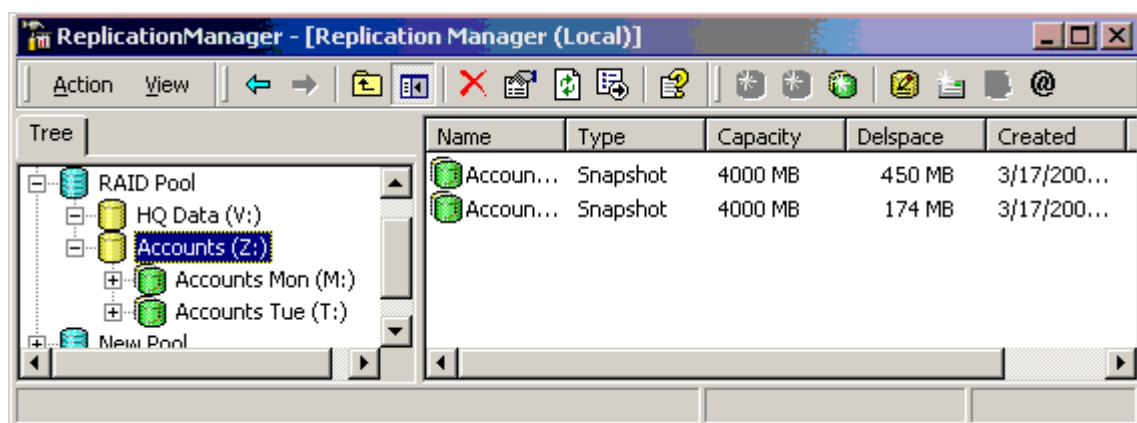 ReplicationManager - [Replication Manager (Local)]
Action View
Tree
Name Type Capacity Delspace Created
RAID Pool
HQ Data (V:)
Accounts (Z:)
Accounts Mon (M:)
Accounts Tue (T:)
New Pool
Accoun... Snapshot 4000 MB 450 MB 3/17/200...
Accoun... Snapshot 4000 MB 174 MB 3/17/200...